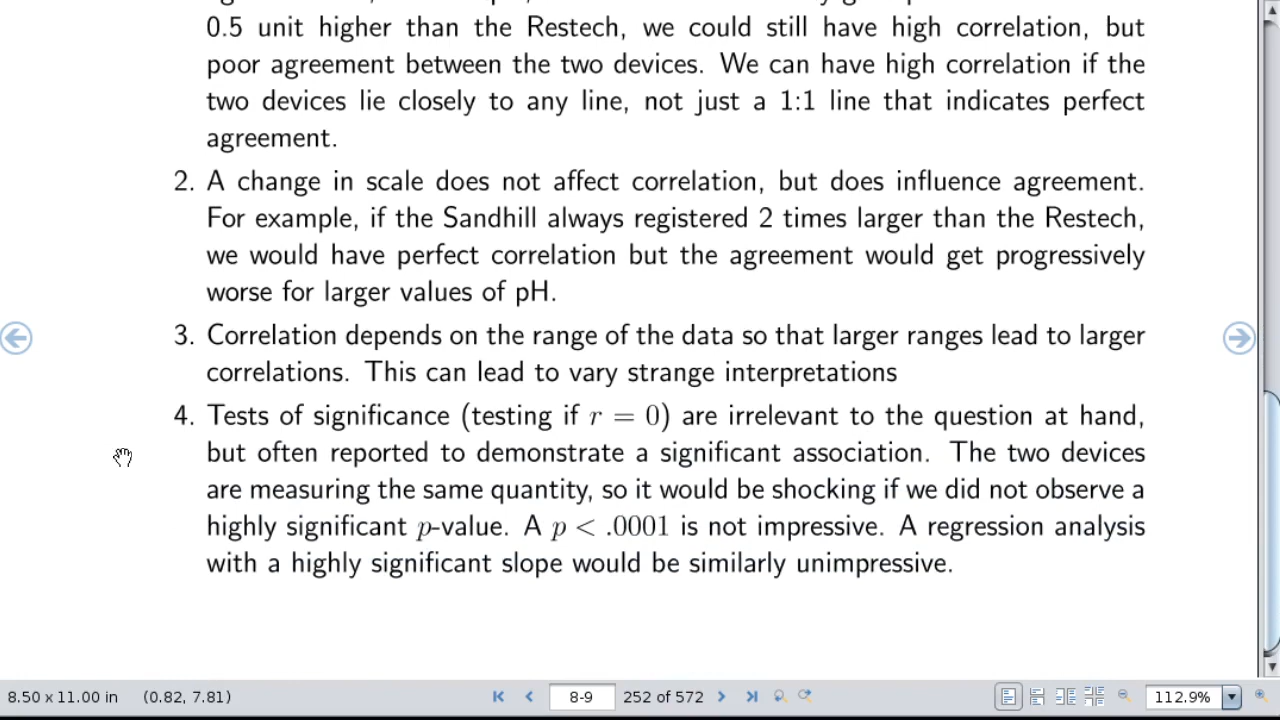 0.5 unit higher than the Restech, we could still have high correlation, but
poor agreement between the two devices. We can have high correlation if the
two devices lie closely to any line, not just a 1:1 line that indicates perfect
agreement.
2. A change in scale does not affect correlation, but does influence agreement.
For example, if the Sandhill always registered 2 times larger than the Restech,
we would have perfect correlation but the agreement would get progressively
worse for larger values of pH.
3. Correlation depends on the range of the data so that larger ranges lead to larger
correlations. This can lead to vary strange interpretations
4. Tests of significance (testing if r = 0) are irrelevant to the question at hand,
but often reported to demonstrate a significant association. The two devices
are measuring the same quantity, so it would be shocking if we did not observe a
highly significant p-value. A p < .0001 is not impressive. A regression analysis
with a highly significant slope would be similarly unimpressive.
8.50 x 11.00 in (0.82, 7.81) 8-9 252 of 572 112.9%